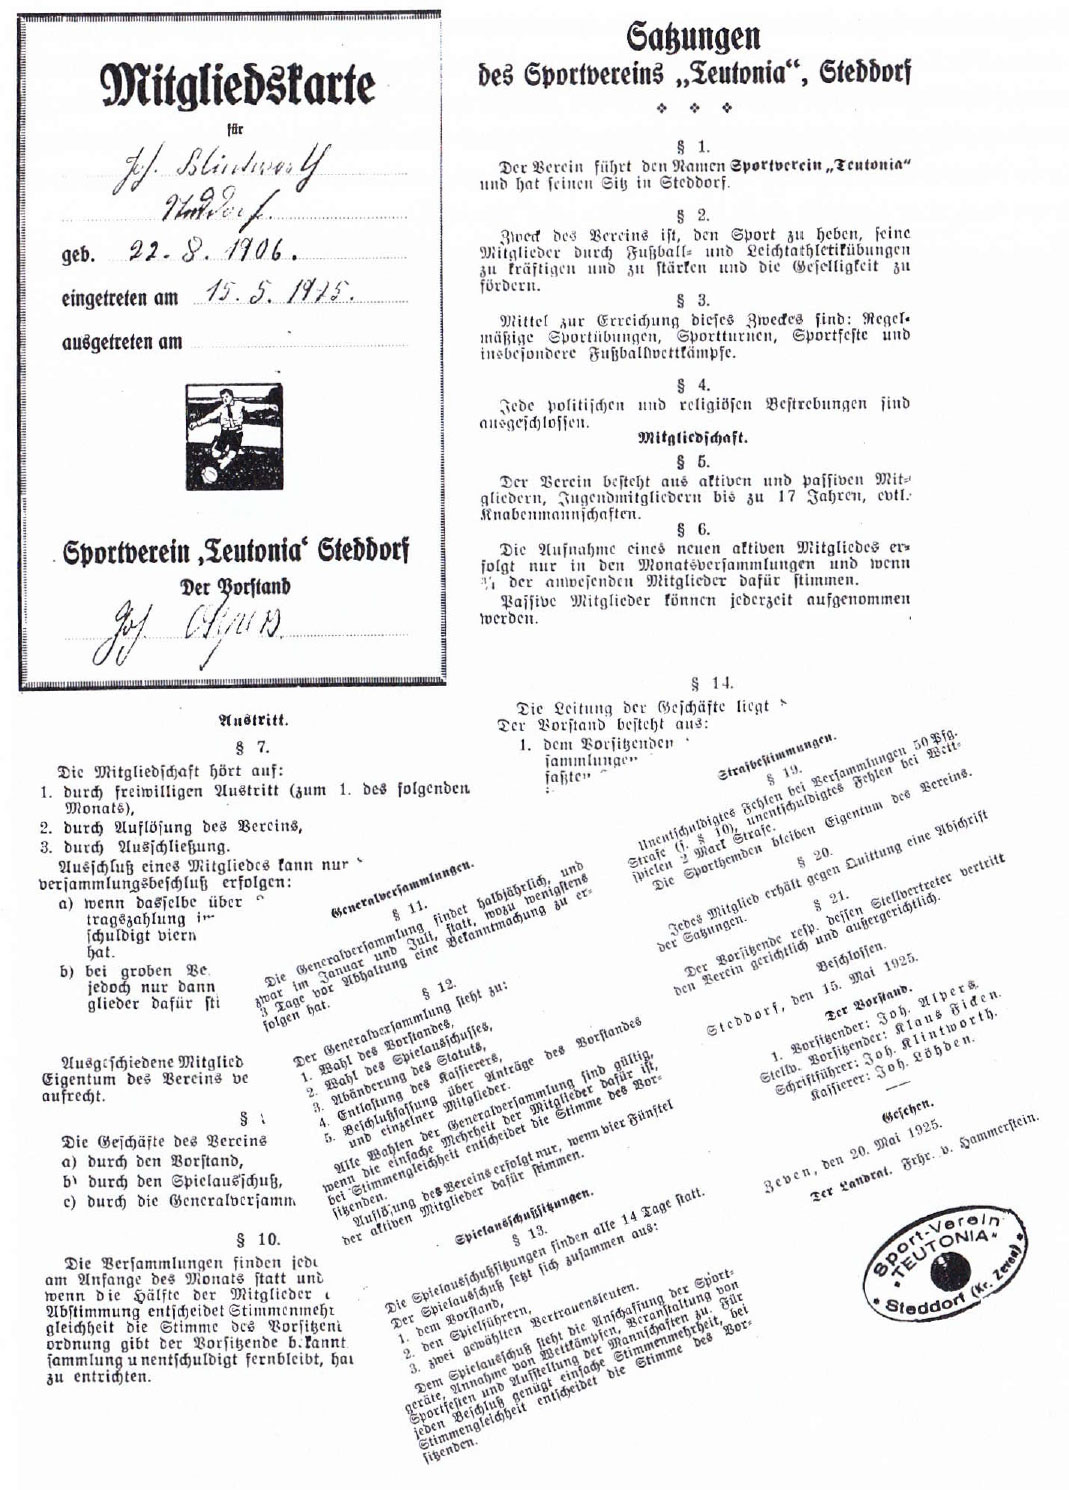 Mitgliedskarte
für
Joh. Klintworth
Steddorf.
geb. 22. 8. 1906.
eingetreten am 15. 5. 1925.
ausgetreten am
Sportverein ‚Teutonia‘ Steddorf
Der Vorstand
Joh. Alpers
Satzungen
des Sportvereins „Teutonia“, Steddorf
§ 1.
Der Verein führt den Namen Sportverein „Teutonia“
und hat seinen Sitz in Steddorf.
§ 2.
Zweck des Vereins ist, den Sport zu heben, seine
Mitglieder durch Fußball- und Leichtathletikübungen
zu kräftigen und zu stärken und die Geselligkeit zu
fördern.
§ 3.
Mittel zur Erreichung dieses Zweckes sind: Regel-
mäßige Sportübungen, Sportturnen, Sportfeste und
insbesondere Fußballwettkämpfe.
§ 4.
Jede politischen und religiösen Bestrebungen sind
ausgeschlossen.
Mitgliedschaft.
§ 5.
Der Verein besteht aus aktiven und passiven Mit-
gliedern, Jugendmitgliedern bis zu 17 Jahren, evtl.
Knabenmannschaften.
§ 6.
Die Aufnahme eines neuen aktiven Mitgliedes er-
folgt nur in den Monatsversammlungen und wenn
¾ der anwesenden Mitglieder dafür stimmen.
Passive Mitglieder können jederzeit aufgenommen
werden.
Austritt.
§ 7.
Die Mitgliedschaft hört auf:
1. durch freiwilligen Austritt (zum 1. des folgenden
Monats),
2. durch Auflösung des Vereins,
3. durch Ausschließung.
Ausschluß eines Mitgliedes kann nur
versammlungsbeschluß erfolgen:
a) wenn dasselbe über
tragszahlung i
schuldigt viern
hat.
b) bei groben Ve
jedoch nur dann
glieder dafür sti
Ausgeschiedene Mitglied
Eigentum des Vereins ve
aufrecht.
§
Die Geschäfte des Vereins
a) durch den Vorstand,
b) durch den Spielausschuß,
c) durch die Generalversamm
§ 10.
Die Versammlungen finden jed
am Anfange des Monats statt und
wenn die Hälfte der Mitglieder
Abstimmung entscheidet Stimmenmehr
gleichheit die Stimme des Vorsitzen
ordnung gibt der Vorsitzende bekannt
sammlung unentschuldigt fernbleibt, hat
zu entrichten.
Generalversammlungen.
§ 11.
Die Generalversammlung findet halbjährlich, und
zwar im Januar und Juli, statt, wozu wenigstens
3 Tage vor Abhaltung eine Bekanntmachung zu er-
folgen hat.
§ 12.
Der Generalversammlung steht zu:
1. Wahl des Vorstandes,
2. Wahl des Spielausschusses,
3. Abänderung des Statuts,
4. Entlastung des Kassierers,
5. Beschlußfassung über Anträge des Vorstandes
und einzelner Mitglieder.
Alle Wahlen der Generalversammlung sind gültig,
wenn die einfache Mehrheit der Mitglieder dafür ist,
bei Stimmengleichheit entscheidet die Stimme des Vor-
sitzenden.
Auflösung des Vereins erfolgt nur, wenn vier Fünftel
der aktiven Mitglieder dafür stimmen.
Spielausschußsitzungen.
§ 13.
Die Spielausschußsitzungen finden alle 14 Tage statt.
Der Spielausschuß setzt sich zusammen aus:
1. dem Vorstand,
2. den Spielführern,
3. zwei gewählten Vertrauensleuten.
Dem Spielausschuß steht die Anschaffung der Sport-
geräte, Annahme von Wettkämpfen, Veranstaltung von
Sportfesten und Aufstellung der Mannschaften zu. Für
jeden Beschluß genügt einfache Stimmenmehrheit, bei
Stimmengleichheit entscheidet die Stimme des Vor-
sitzenden.
§ 14.
Die Leitung der Geschäfte liegt
Der Vorstand besteht aus:
1. dem Vorsitzenden
sammlungen
faßten
Strafbestimmungen.
§ 19.
Unentschuldigtes Fehlen bei Versammlungen 50 Pfg.
Strafe (s. § 10), unentschuldigtes Fehlen bei Wett-
spielen 2 Mark Strafe.
Die Sporthemden bleiben Eigentum des Vereins.
§ 20.
Jedes Mitglied erhält gegen Quittung eine Abschrift
der Satzungen.
§ 21.
Der Vorsitzende resp. dessen Stellvertreter vertritt
den Verein gerichtlich und außergerichtlich.
Beschlossen.
Steddorf, den 15. Mai 1925.
Der Vorstand.
1. Vorsitzender: Joh. Alpers.
Stellv. Vorsitzender: Klaus Ficken.
Schriftführer: Joh. Klintworth.
Kassierer: Joh. Löhden.
Gesehen.
Zeven, den 20. Mai 1925.
Der Landrat. Frhr. v. Hammerstein.
Sport-Verein
"TEUTONIA"
Steddorf (Kr. Zeven)